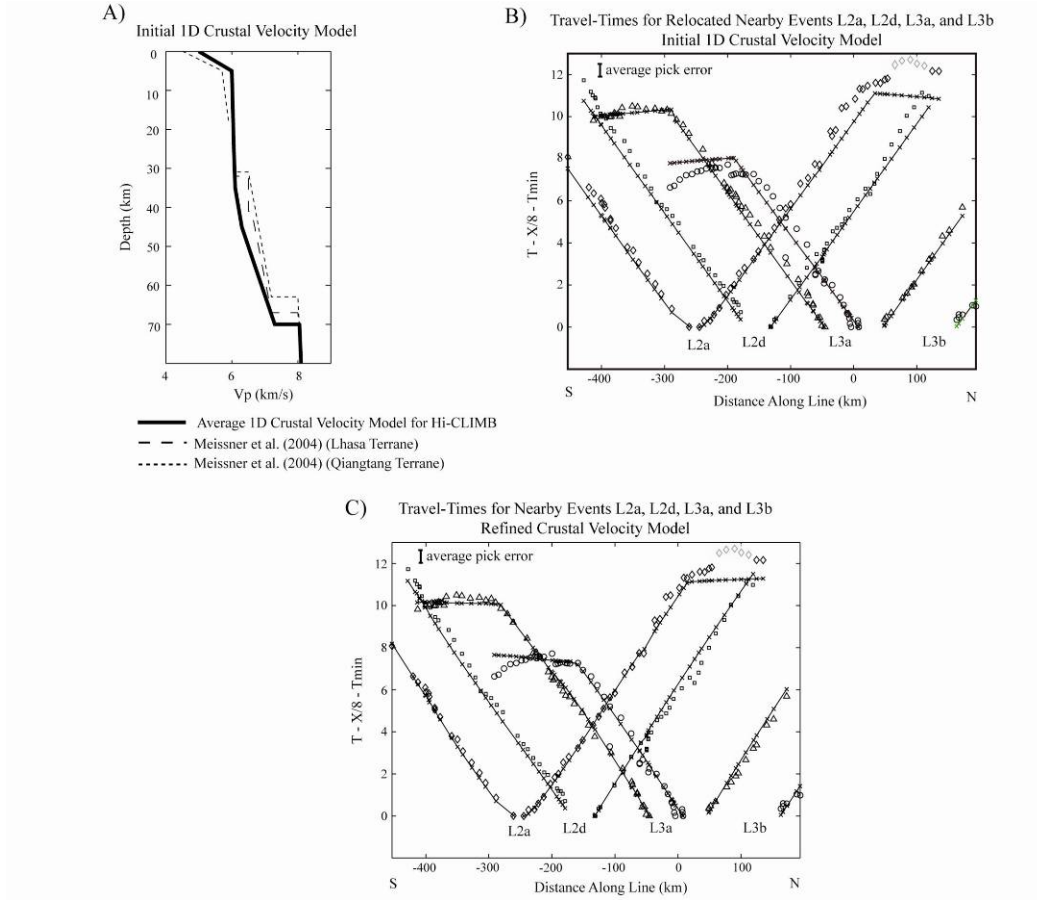 A)
Initial 1D Crustal Velocity Model
0
10
20
30
40
50
60
70
Depth (km)
4
6
8
Vp (km/s)
Average 1D Crustal Velocity Model for Hi-CLIMB
Meissner et al. (2004) (Lhasa Terrane)
Meissner et al. (2004) (Qiangtang Terrane)
B)
Travel-Times for Relocated Nearby Events L2a, L2d, L3a, and L3b
Initial 1D Crustal Velocity Model
average pick error
12
10
8
6
4
2
0
T - X/8 - Tmin
L2a
L2d
L3a
L3b
-400
-300
-200
-100
0
100
S
Distance Along Line (km)
N
C)
Travel-Times for Nearby Events L2a, L2d, L3a, and L3b
Refined Crustal Velocity Model
average pick error
12
10
8
6
4
2
0
T - X/8 - Tmin
L2a
L2d
L3a
L3b
-400
-300
-200
-100
0
100
S
Distance Along Line (km)
N